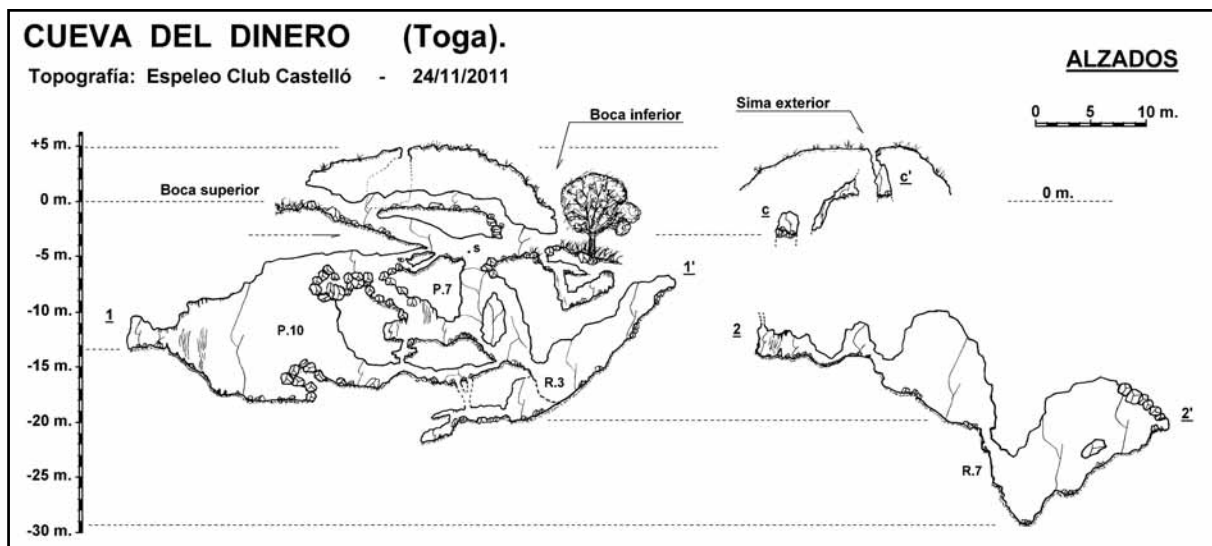 CUEVA DEL DINERO (Toga).
Topografía: Espeleo Club Castelló - 24/11/2011
ALZADOS
0 5 10 m.
Boca inferior
Sima exterior
Boca superior
+5 m.
0 m.
-5 m.
-10 m.
-15 m.
-20 m.
-25 m.
-30 m.
c'
c
0 m.
s
1'
P.7
1
P.10
R.3
2
2'
R.7